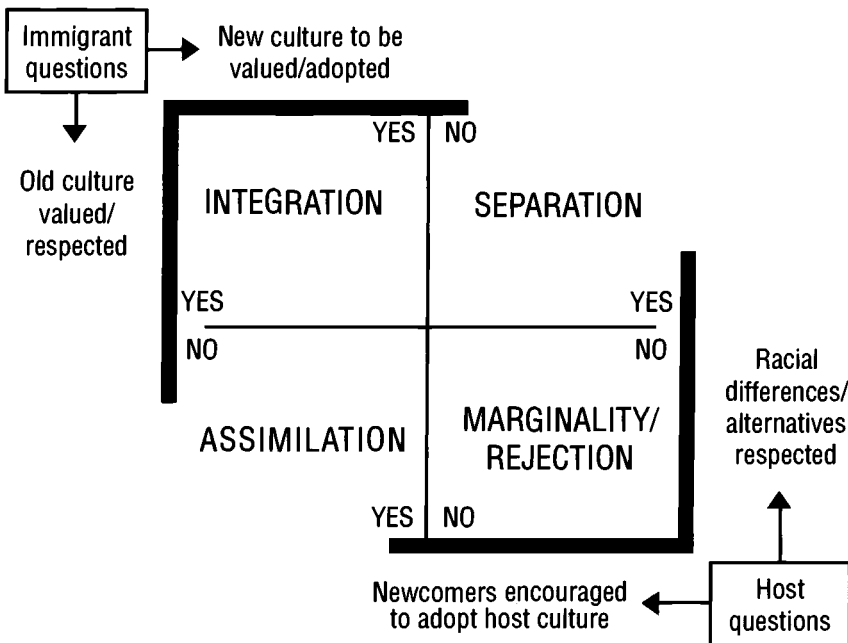 Immigrant
questions
New culture to be
valued/adopted
YES NO
Old culture
valued/
respected
INTEGRATION
SEPARATION
YES
YES
NO
NO
Racial
differences/
alternatives
respected
ASSIMILATION
MARGINALITY/
REJECTION
YES NO
Newcomers encouraged
to adopt host culture
Host
questions